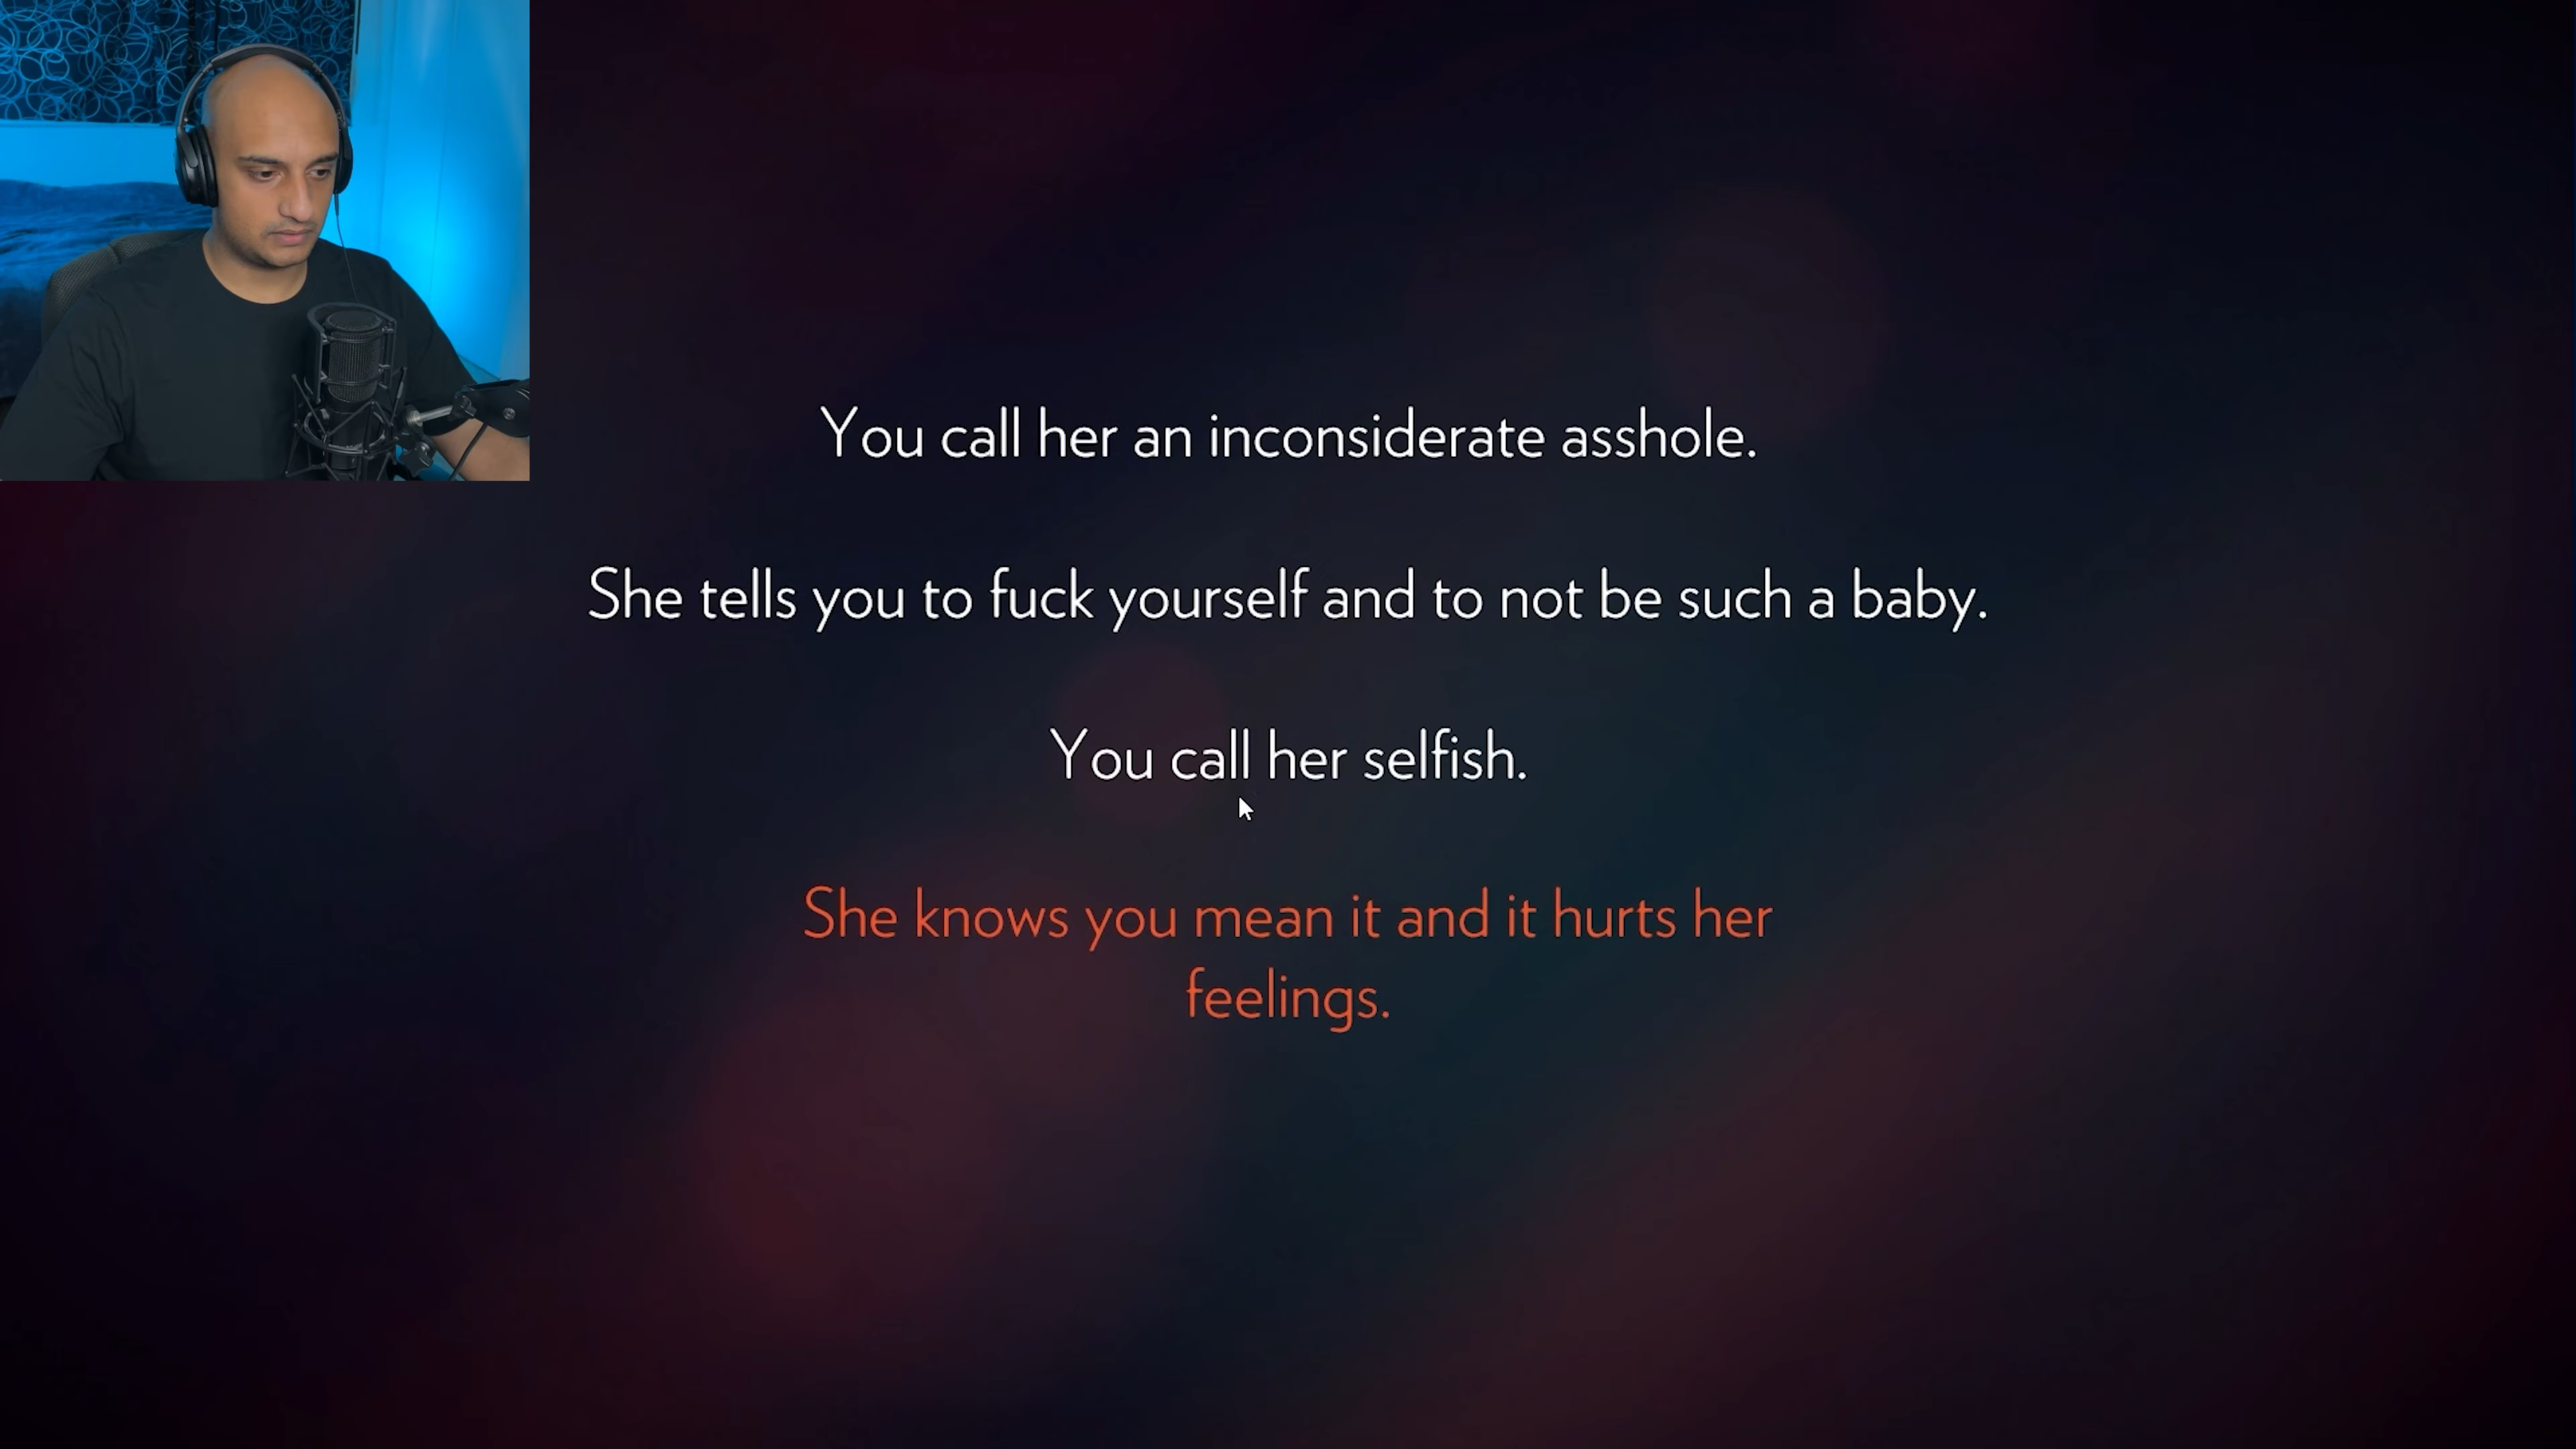 You call her an inconsiderate asshole.
She tells you to fuck yourself and to not be such a baby.
You call her selfish.
She knows you mean it and it hurts her
feelings.